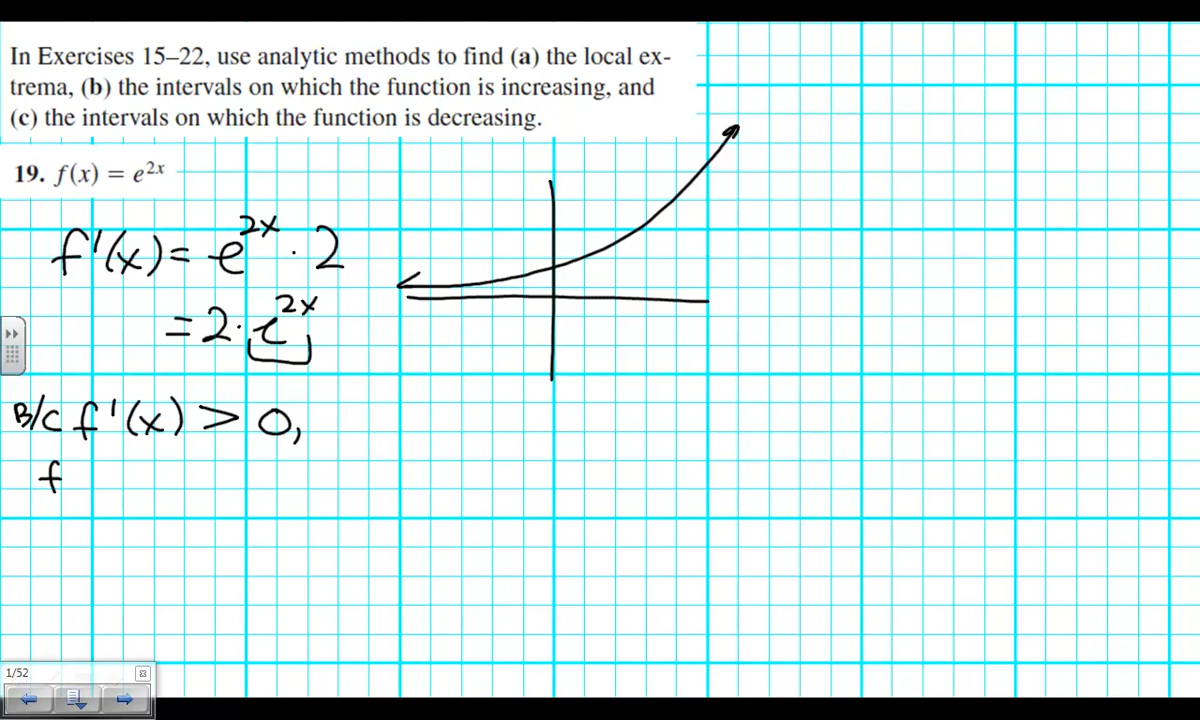 In Exercises 15–22, use analytic methods to find (a) the local ex-
trema, (b) the intervals on which the function is increasing, and
(c) the intervals on which the function is decreasing.
19. f(x) = e^{2x}
f'(x) = e^{2x} · 2
= 2 · e^{2x}
B/C f'(x) > 0,
f
1/52